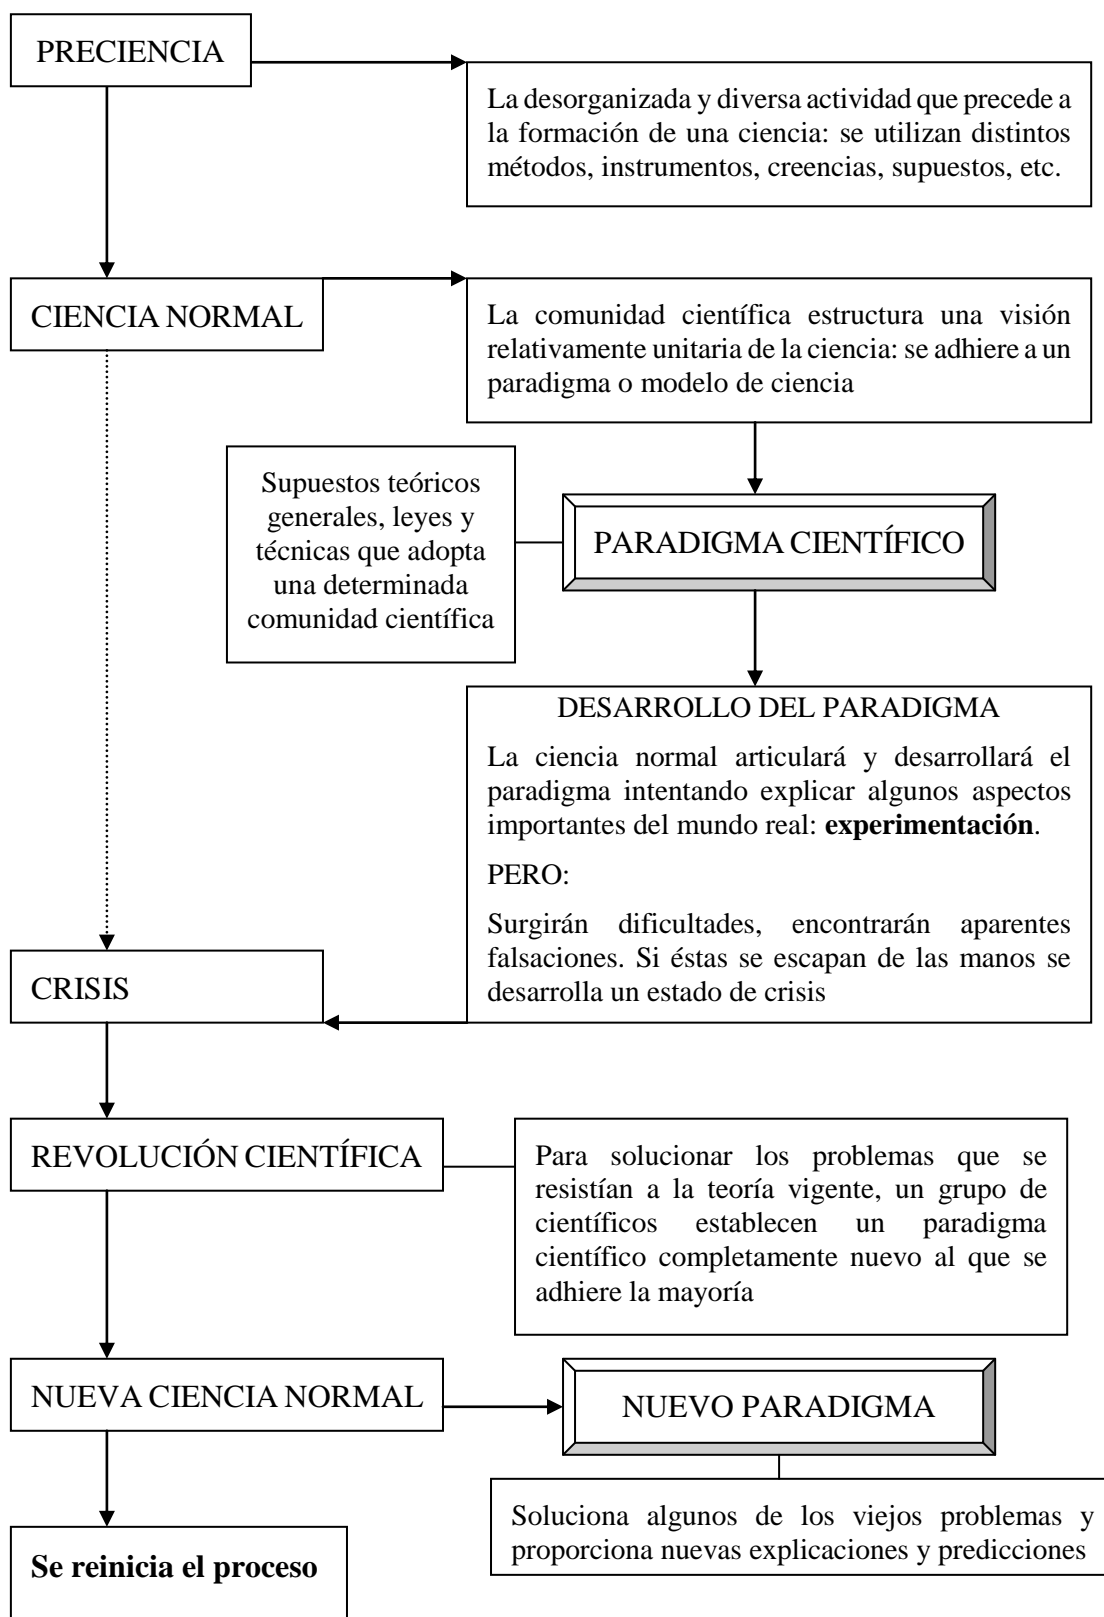 PRECIENCIA
La desorganizada y diversa actividad que precede a
la formación de una ciencia: se utilizan distintos
métodos, instrumentos, creencias, supuestos, etc.
CIENCIA NORMAL
La comunidad científica estructura una visión
relativamente unitaria de la ciencia: se adhiere a un
paradigma o modelo de ciencia
Supuestos teóricos
generales, leyes y
técnicas que adopta
una determinada
comunidad científica
PARADIGMA CIENTÍFICO
DESARROLLO DEL PARADIGMA
La ciencia normal articulará y desarrollará el
paradigma intentando explicar algunos aspectos
importantes del mundo real: experimentación.
PERO:
Surgirán dificultades, encontrarán aparentes
falsaciones. Si éstas se escapan de las manos se
desarrolla un estado de crisis
CRISIS
REVOLUCIÓN CIENTÍFICA
Para solucionar los problemas que se
resistían a la teoría vigente, un grupo de
científicos establecen un paradigma
científico completamente nuevo al que se
adhiere la mayoría
NUEVA CIENCIA NORMAL
NUEVO PARADIGMA
Soluciona algunos de los viejos problemas y
proporciona nuevas explicaciones y predicciones
Se reinicia el proceso